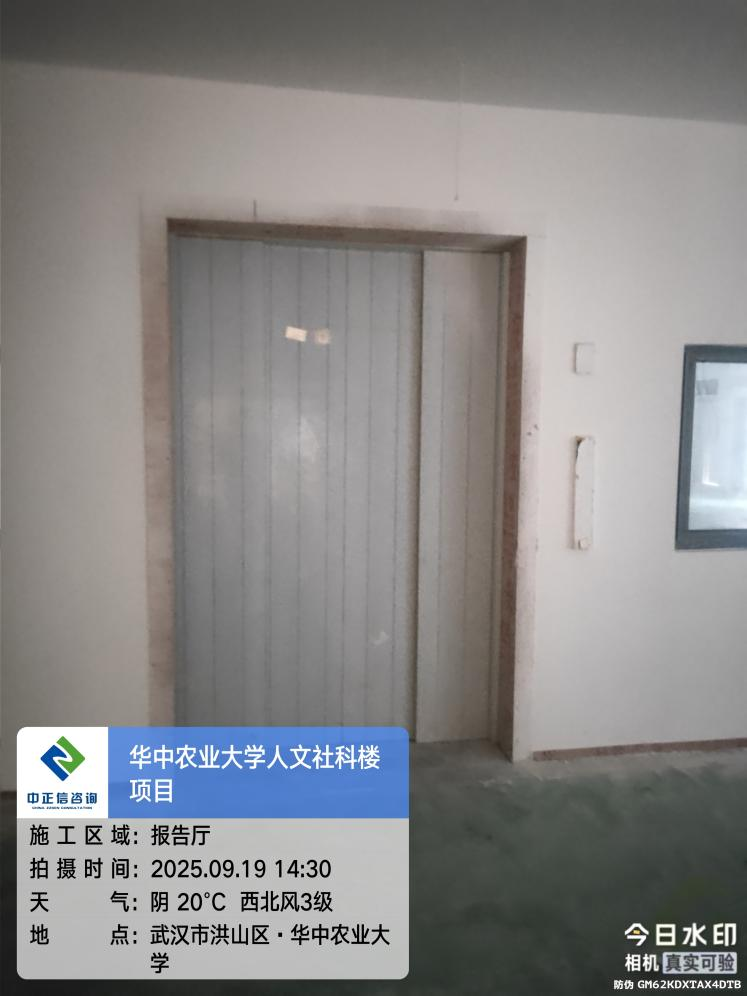 中正信咨询
CHINA ZZXIN CONSULTATION
华中农业大学人文社科楼
项目
施工区域：报告厅
拍摄时间：2025.09.19 14:30
天气：阴 20°C 西北风3级
地点：武汉市洪山区·华中农业大
学
今日水印
相机 真实可验
防伪 GM62KDXTAX4DTB